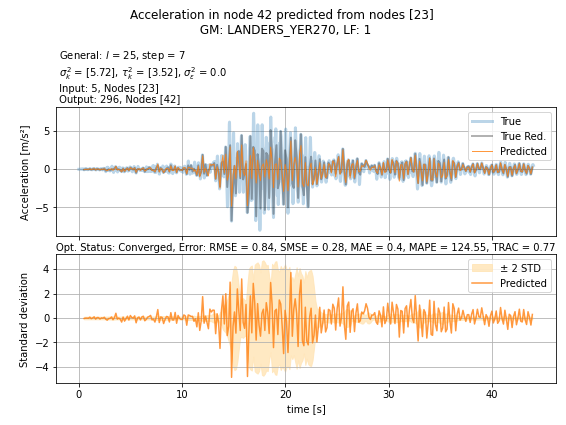 Acceleration in node 42 predicted from nodes [23]
GM: LANDERS_YER270, LF: 1
General: l = 25, step = 7
σ²ₖ = [5.72], τ²ₖ = [3.52], σ²ε = 0.0
Input: 5, Nodes [23]
Output: 296, Nodes [42]
Acceleration [m/s²]
5
0
−5
True
True Red.
Predicted
Opt. Status: Converged, Error: RMSE = 0.84, SMSE = 0.28, MAE = 0.4, MAPE = 124.55, TRAC = 0.77
Standard deviation
4
2
0
−2
−4
± 2 STD
Predicted
0 10 20 30 40
time [s]